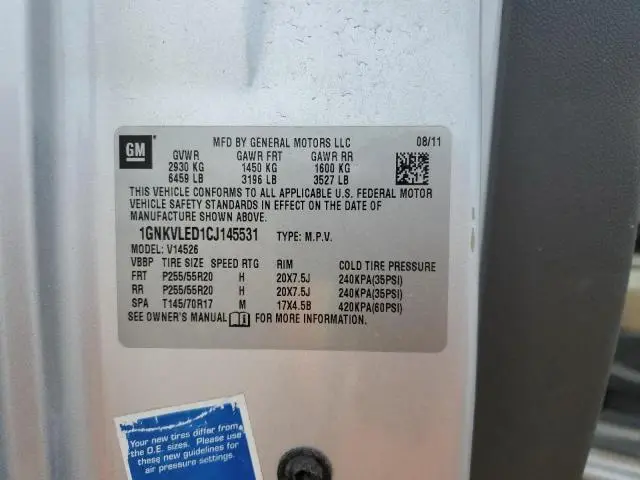 GM
MFD BY GENERAL MOTORS LLC 08/11
GVWR GAWR FRT GAWR RR
2930 KG 1450 KG 1600 KG
6459 LB 3196 LB 3527 LB
THIS VEHICLE CONFORMS TO ALL APPLICABLE U.S. FEDERAL MOTOR
VEHICLE SAFETY STANDARDS IN EFFECT ON THE DATE OF
MANUFACTURE SHOWN ABOVE.
1GNKVLED1CJ145531 TYPE: M.P.V.
MODEL: V14526
VBBP TIRE SIZE SPEED RTG RIM COLD TIRE PRESSURE
FRT P255/55R20 H 20X7.5J 240KPA(35PSI)
RR P255/55R20 H 20X7.5J 240KPA(35PSI)
SPA T145/70R17 M 17X4.5B 420KPA(60PSI)
SEE OWNER'S MANUAL FOR MORE INFORMATION.
Your new tires differ from
the O.E. sizes. Please use
these new guidelines for
air pressure settings.